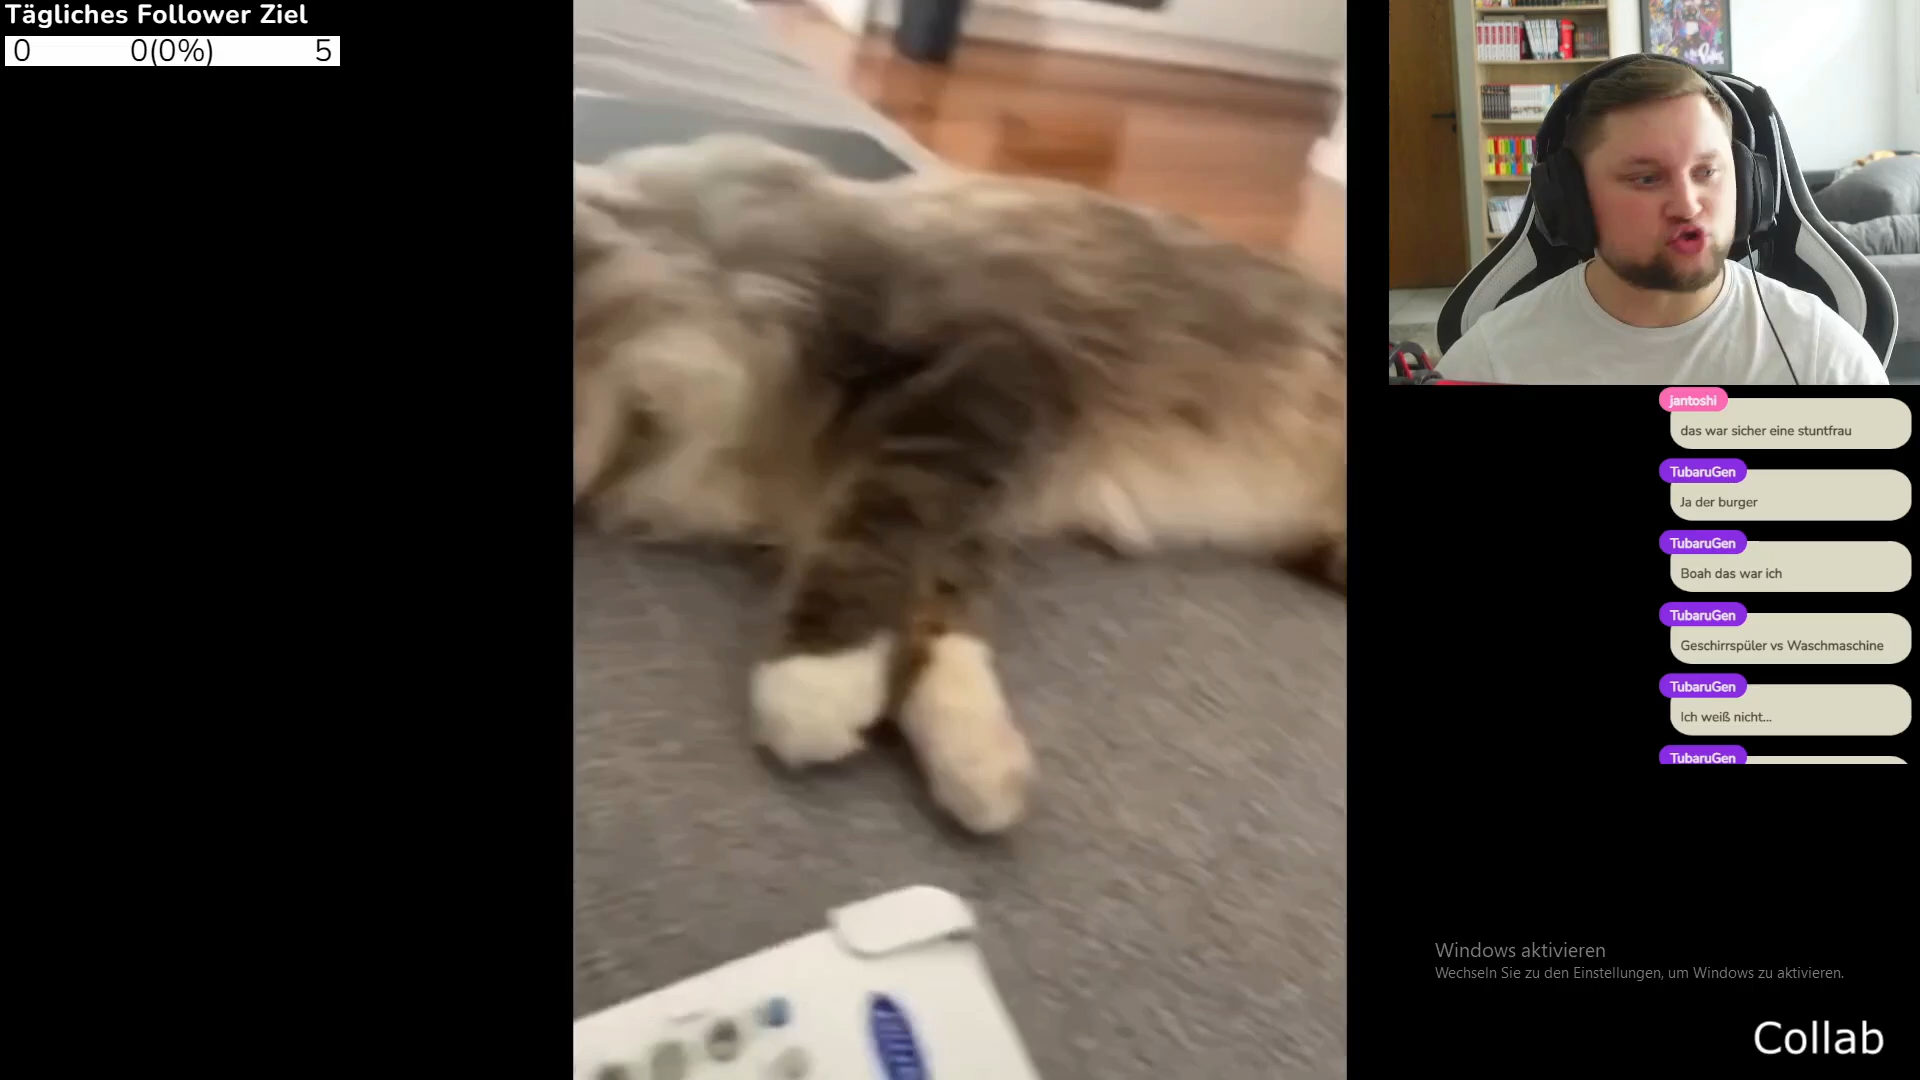 Tägliches Follower Ziel
0 0(0%) 5
jantoshi
das war sicher eine stuntfrau
TubaruGen
Ja der burger
TubaruGen
Boah das war ich
TubaruGen
Geschirrspüler vs Waschmaschine
TubaruGen
Ich weiß nicht...
TubaruGen
Windows aktivieren
Wechseln Sie zu den Einstellungen, um Windows zu aktivieren.
Collab